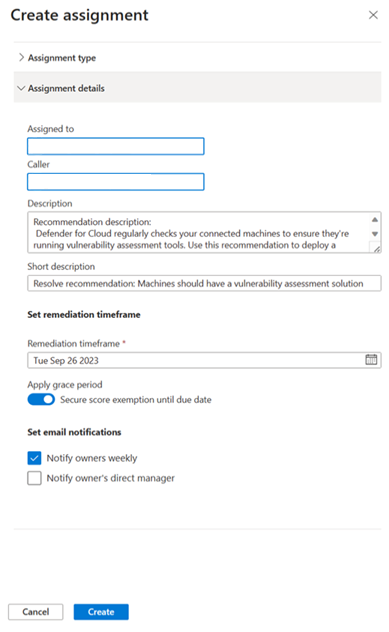 Create assignment
Assignment type
Assignment details
Assigned to
Caller
Description
Recommendation description:
Defender for Cloud regularly checks your connected machines to ensure they're
running vulnerability assessment tools. Use this recommendation to deploy a
Short description
Resolve recommendation: Machines should have a vulnerability assessment solution
Set remediation timeframe
Remediation timeframe *
Tue Sep 26 2023
Apply grace period
Secure score exemption until due date
Set email notifications
Notify owners weekly
Notify owner's direct manager
Cancel Create